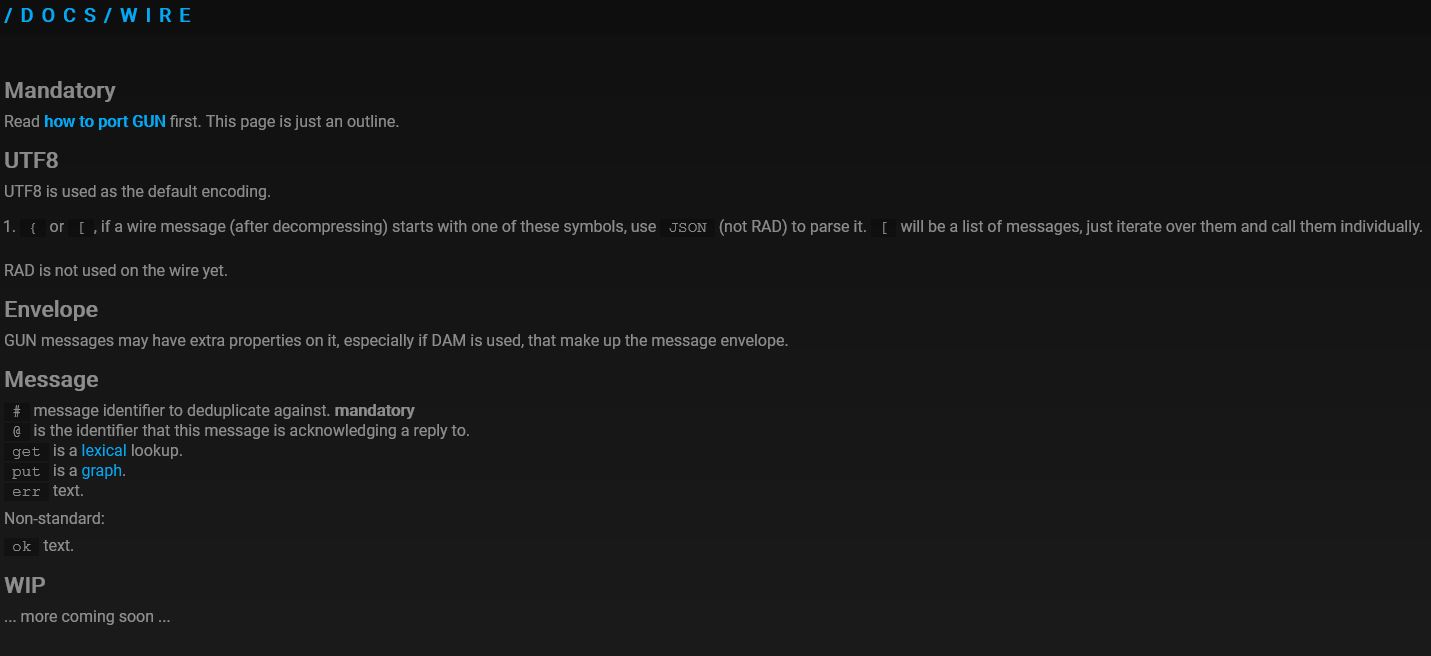 /DOCS/WIRE
Mandatory
Read how to port GUN first. This page is just an outline.
UTF8
UTF8 is used as the default encoding.
1. { or [ , if a wire message (after decompressing) starts with one of these symbols, use JSON (not RAD) to parse it. [ will be a list of messages, just iterate over them and call them individually.
RAD is not used on the wire yet.
Envelope
GUN messages may have extra properties on it, especially if DAM is used, that make up the message envelope.
Message
# message identifier to deduplicate against. mandatory
@ is the identifier that this message is acknowledging a reply to.
get is a lexical lookup.
put is a graph.
err text.
Non-standard:
ok text.
WIP
... more coming soon ...